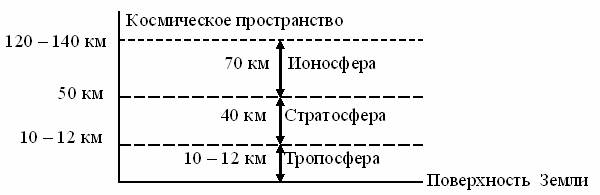 Космическое пространство
120 – 140 км
70 км Ионосфера
50 км
40 км Стратосфера
10 – 12 км
10 – 12 км Тропосфера
Поверхность Земли